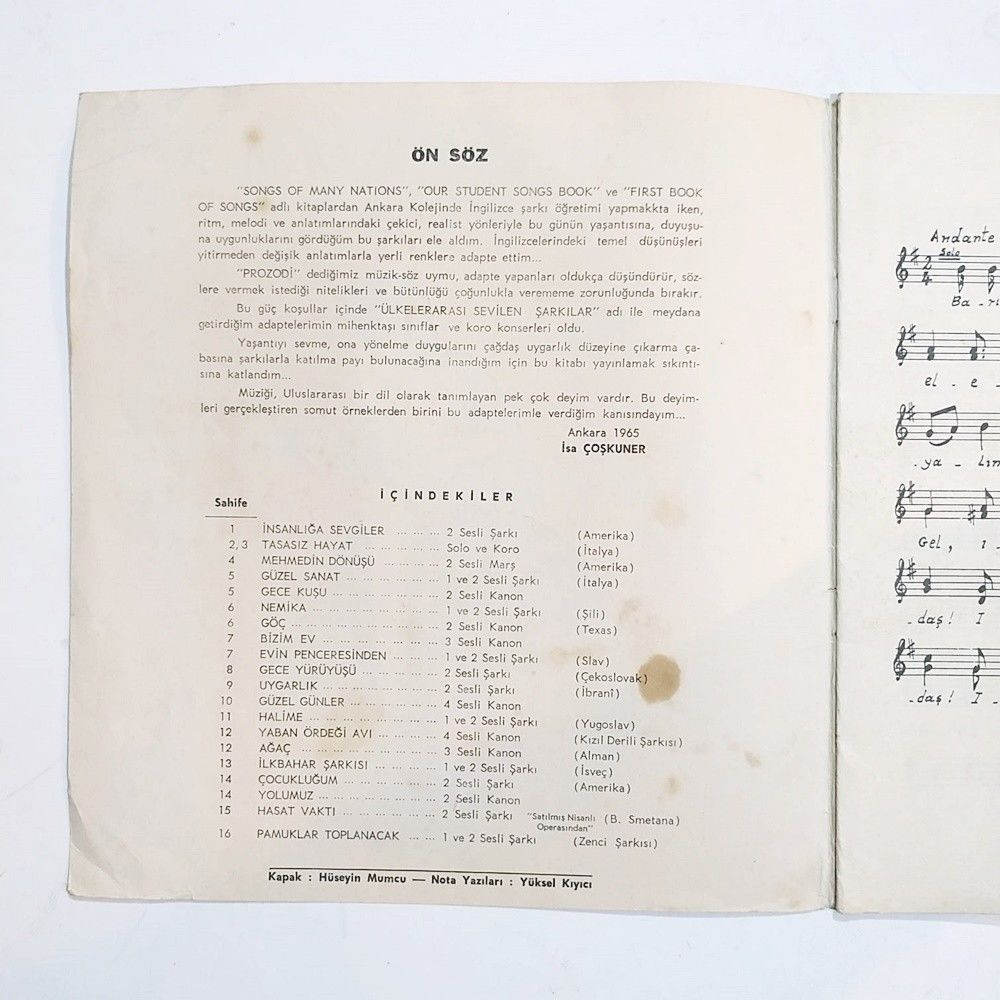 ÖN SÖZ
"SONGS OF MANY NATIONS", "OUR STUDENT SONGS BOOK" ve "FIRST BOOK
OF SONGS" adlı kitaplardan Ankara Kolejinde İngilizce şarkı öğretimi yapmakkta iken,
ritm, melodi ve anlatımlarındaki çekici, realist yönleriyle bu günün yaşantısına, duyuşu-
na uygunluklarını gördüğüm bu şarkıları ele aldım. İngilizcelerindeki temel düşünüşleri
yitirmeden değişik anlatımlarla yerli renklere adapte ettim...
"PROZODİ" dediğimiz müzik-söz uymu, adapte yapanları oldukça düşündürür, söz-
lere vermek istediği nitelikleri ve bütünlüğü çoğunlukla verememe zorunluğunda bırakır.
Bu güç koşullar içinde "ÜLKELERARASI SEVİLEN ŞARKILAR" adı ile meydana
getirdiğim adaptelerimin mihenktaşı sınıflar ve koro konserleri oldu.
Yaşantıyı sevme, ona yönelme duygularını çağdaş uygarlık düzeyine çıkarma ça-
basına şarkılarla katılma payı bulunacağına inandığım için bu kitabı yayınlamak sıkıntı-
sına katlandım...
Müziği, Uluslararası bir dil olarak tanımlayan pek çok deyim vardır. Bu deyim-
leri gerçekleştiren somut örneklerden birini bu adaptelerimle verdiğim kanısındayım...
Ankara 1965
İsa ÇOŞKUNER
İÇİNDEKİLER
Sahife
1 İNSANLIĞA SEVGİLER ... ... ... 2 Sesli Şarkı (Amerika)
2, 3 TASASIZ HAYAT ... ... ... ... Solo ve Koro (İtalya)
4 MEHMEDİN DÖNÜŞÜ ... ... ... 2 Sesli Marş (Amerika)
5 GÜZEL SANAT ... ... ... ... 1 ve 2 Sesli Şarkı (İtalya)
5 GECE KUŞU ... ... ... ... ... 2 Sesli Kanon
6 NEMİKA ... ... ... ... ... 1 ve 2 Sesli Şarkı (Şili)
6 GÖÇ ... ... ... ... ... ... 2 Sesli Kanon (Texas)
7 BİZİM EV ... ... ... ... ... 3 Sesli Kanon
7 EVİN PENCERESİNDEN ... ... ... 1 ve 2 Sesli Şarkı (Slav)
8 GECE YÜRÜYÜŞÜ ... ... ... ... 2 Sesli Şarkı (Çekoslovak)
9 UYGARLIK ... ... ... ... ... 2 Sesli Şarkı (İbranî)
10 GÜZEL GÜNLER ... ... ... ... 4 Sesli Kanon
11 HALİME ... ... ... ... ... 1 ve 2 Sesli Şarkı (Yugoslav)
12 YABAN ÖRDEĞİ AVI ... ... ... 4 Sesli Kanon (Kızıl Derili Şarkısı)
12 AĞAÇ ... ... ... ... ... ... 3 Sesli Kanon (Alman)
13 İLKBAHAR ŞARKISI ... ... ... 1 ve 2 Sesli Şarkı (İsveç)
14 ÇOCUKLUĞUM ... ... ... ... 2 Sesli Şarkı (Amerika)
14 YOLUMUZ ... ... ... ... ... 2 Sesli Kanon
15 HASAT VAKTI ... ... ... ... 2 Sesli Şarkı "Satılmış Nisanlı Operasından" (B. Smetana)
16 PAMUKLAR TOPLANACAK ... ... 1 ve 2 Sesli Şarkı (Zenci Şarkısı)
Kapak : Hüseyin Mumcu — Nota Yazıları : Yüksel Kıyıcı
Andante
Solo
2
4
Ba - ri
el - e -
- ya - lım
Gel, ı -
- daş! I
- daş! I -